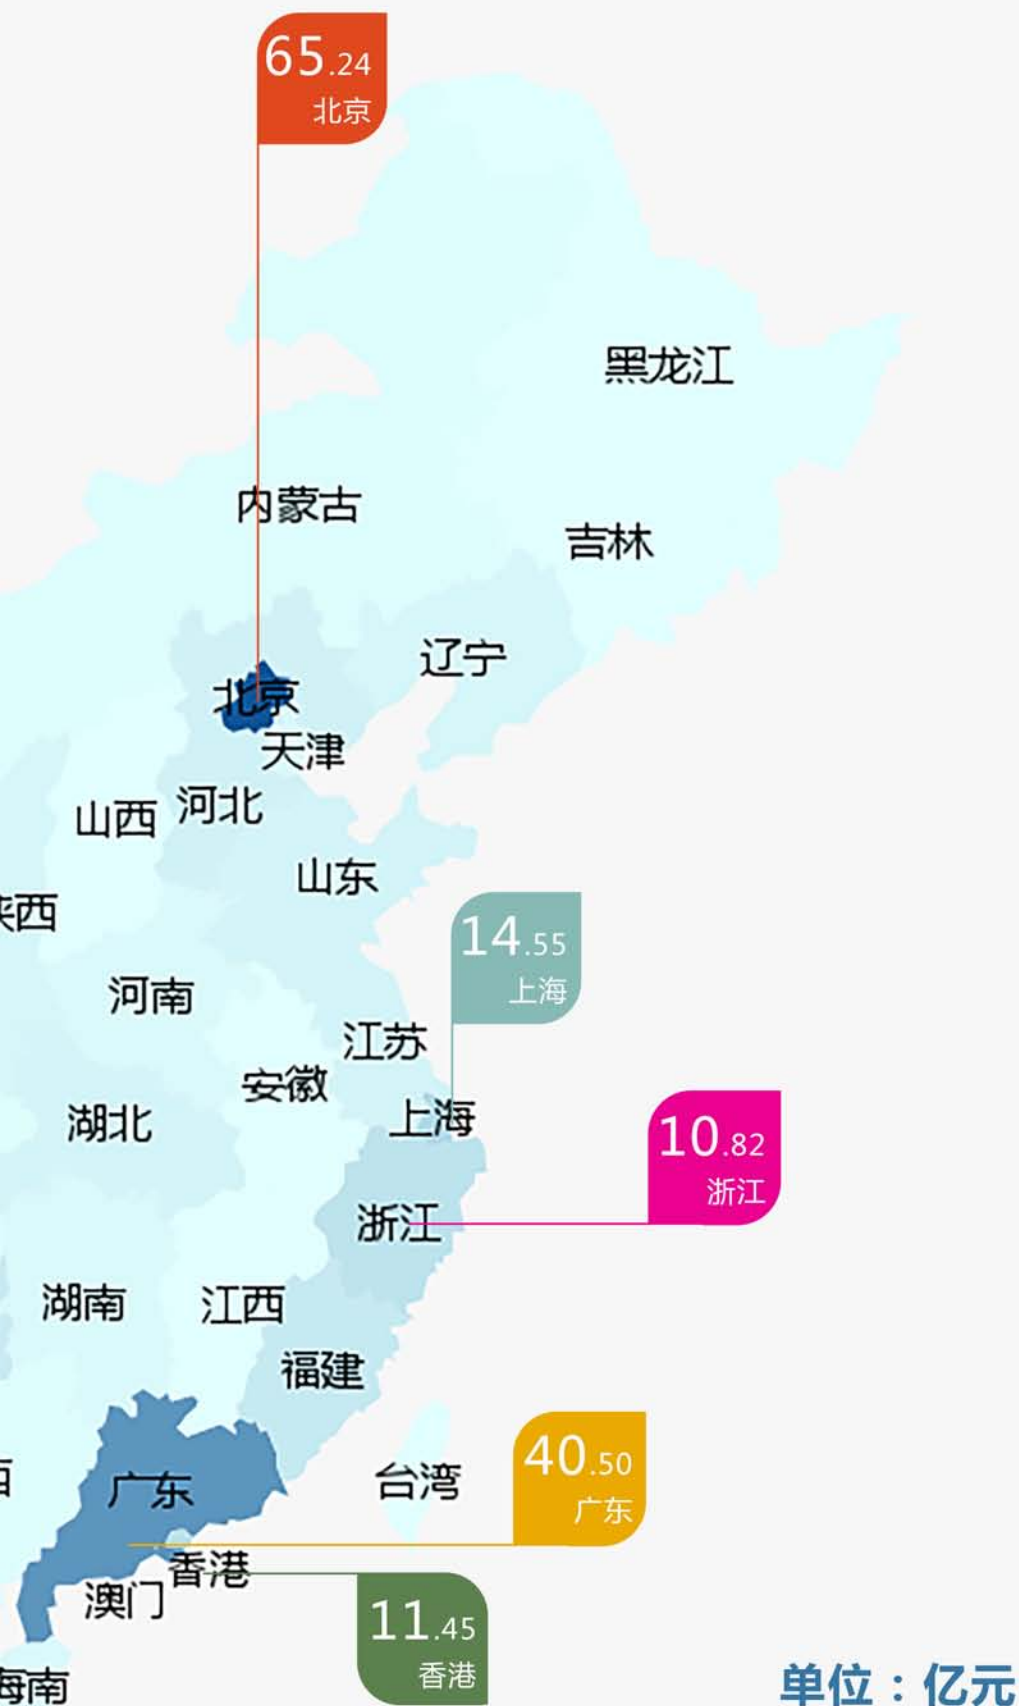 65.24
北京
黑龙江
内蒙古
吉林
辽宁
北京
天津
山西
河北
山东
西
14.55
上海
河南
江苏
安徽
湖北
上海
10.82
浙江
浙江
湖南
江西
福建
40.50
广东
广东
台湾
香港
澳门
11.45
香港
海南
单位：亿元